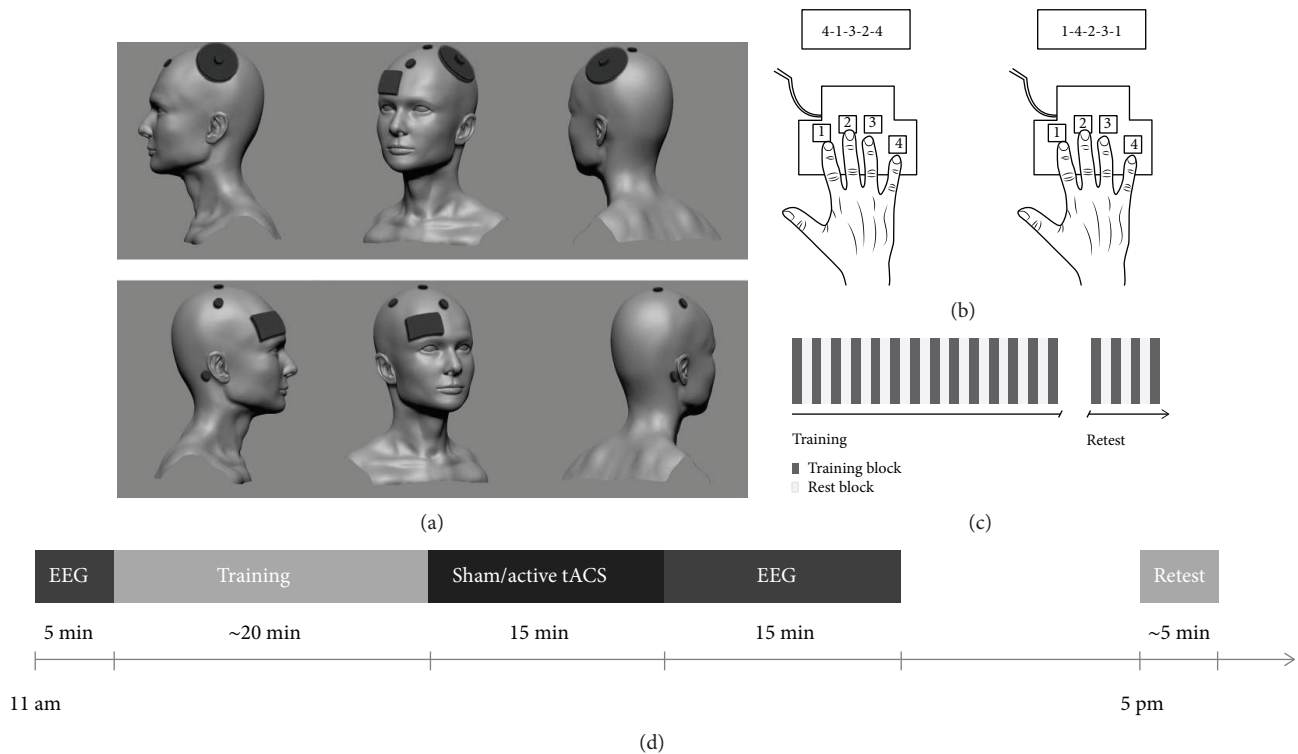 4-1-3-2-4
1-4-2-3-1
1
2
3
4
1
2
3
4
(b)
Training
Retest
Training block
Rest block
(a)
(c)
EEG
Training
Sham/active tACS
EEG
Retest
5 min
~20 min
15 min
15 min
~5 min
11 am
5 pm
(d)